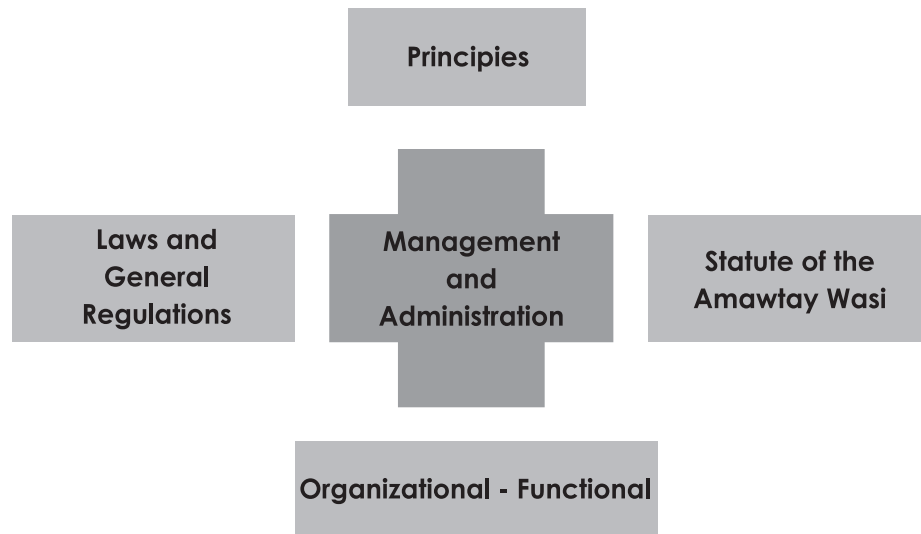 Principies
Laws and
General
Regulations
Management
and
Administration
Statute of the
Amawtay Wasi
Organizational - Functional